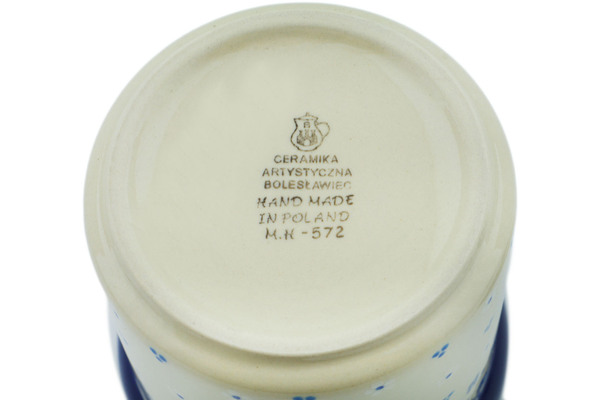 CERAMIKA
ARTYSTYCZNA
BOLESŁAWIEC
HAND MADE
IN POLAND
M.K - 572